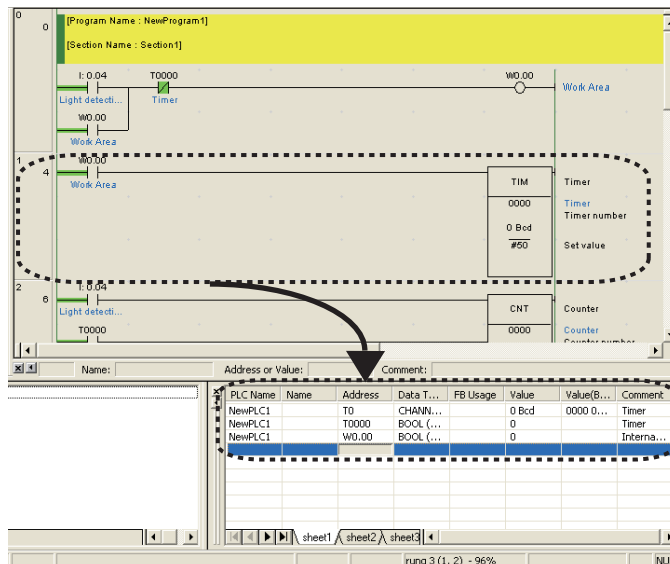 0
0
[Program Name : NewProgram1]
[Section Name : Section1]
I: 0.04 T0000 W0.00
Work Area
Light detecti... Timer
W0.00
Work Area
1
4
W0.00
Work Area
TIM Timer
0000 Timer
Timer number
0 Bcd
#50 Set value
2
6
I: 0.04
Light detecti...
CNT Counter
T0000 0000 Counter
Counter number
Name: Address or Value: Comment:
PLC Name Name Address Data T... FB Usage Value Value(B... Comment
NewPLC1 T0 CHANN... 0 Bcd 0000 0... Timer
NewPLC1 T0000 BOOL (... 0 Timer
NewPLC1 W0.00 BOOL (... 0 Interna...
sheet1 sheet2 sheet3
rung 3 (1, 2) - 96% NU